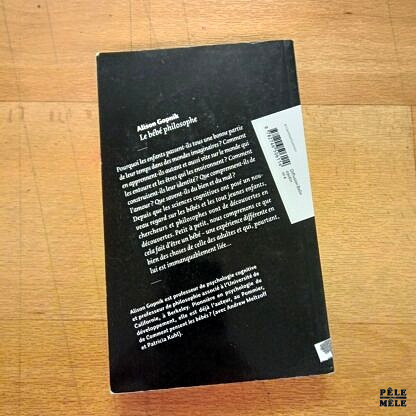 Alison Gopnik
Le bébé philosophe
Pourquoi les enfants passent-ils tous une bonne partie
de leur temps dans des mondes imaginaires ? Comment
en apprennent-ils autant et aussi vite sur le monde qui
les entoure et les êtres qui les environnent ? Comment
construisent-ils leur identité ? Que comprennent-ils de
l'amour ? Que savent-ils du bien et du mal ?
Depuis que les sciences cognitives ont posé un nou-
veau regard sur les bébés et les tout jeunes enfants,
chercheurs et philosophes vont de découvertes en
découvertes. Petit à petit, nous comprenons ce que
cela fait d'être un bébé – une expérience différente en
bien des choses de celle des adultes et qui, pourtant,
lui est immanquablement liée...
Alison Gopnik est professeur de psychologie cognitive
et professeur de philosophie associé à l'Université de
Californie, à Berkeley. Pionnière en psychologie du
développement, elle est déjà l'auteur, au Pommier,
de Comment pensent les bébés ? (avec Andrew Meltzoff
et Patricia Kuhl).
PÊLE
MÊLE